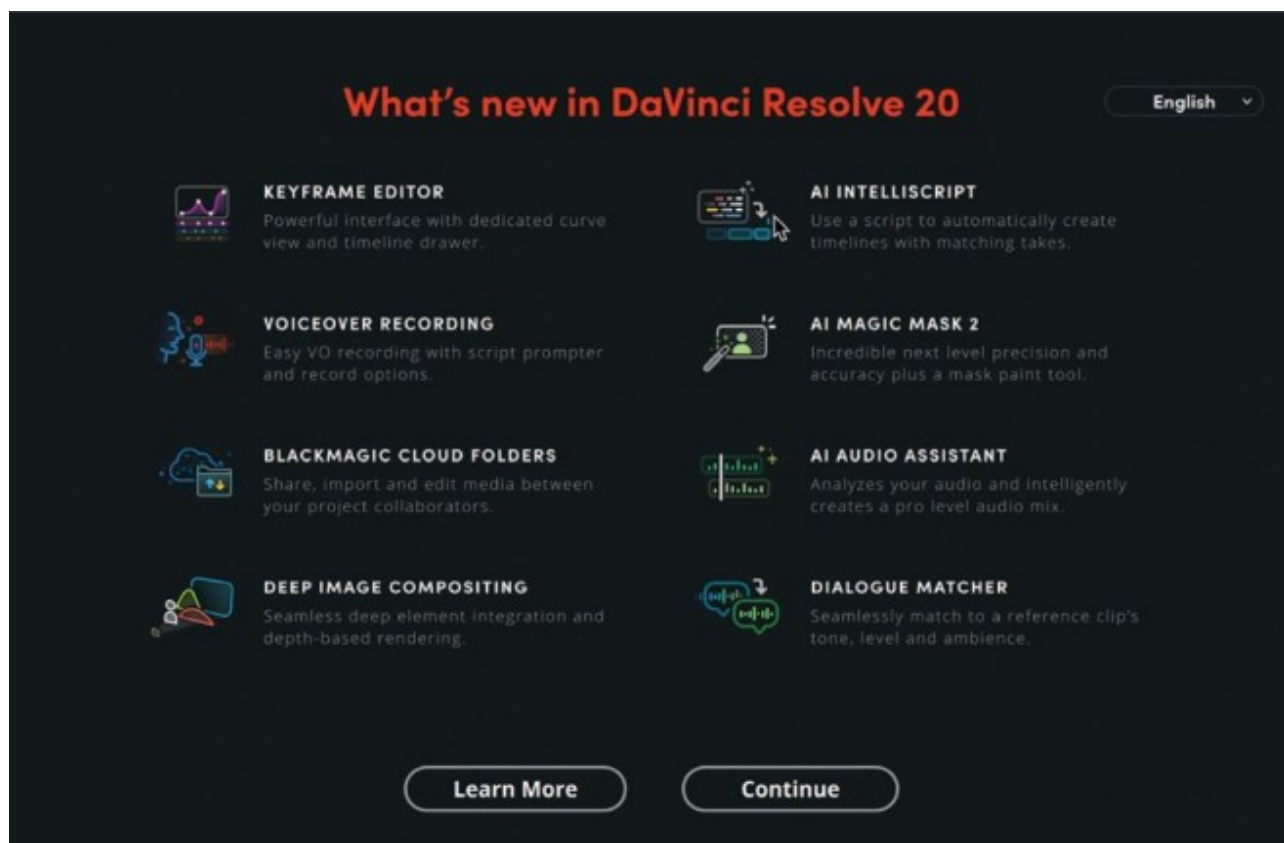 What's new in DaVinci Resolve 20
English
KEYFRAME EDITOR
Powerful interface with dedicated curve
view and timeline drawer.
VOICEOVER RECORDING
Easy VO recording with script prompter
and record options.
BLACKMAGIC CLOUD FOLDERS
Share, import and edit media between
your project collaborators.
DEEP IMAGE COMPOSITING
Seamless deep element integration and
depth-based rendering.
AI INTELLISCRIPT
Use a script to automatically create
timelines with matching takes.
AI MAGIC MASK 2
Incredible next level precision and
accuracy plus a mask paint tool.
AI AUDIO ASSISTANT
Analyzes your audio and intelligently
creates a pro level audio mix.
DIALOGUE MATCHER
Seamlessly match to a reference clip's
tone, level and ambience.
Learn More
Continue